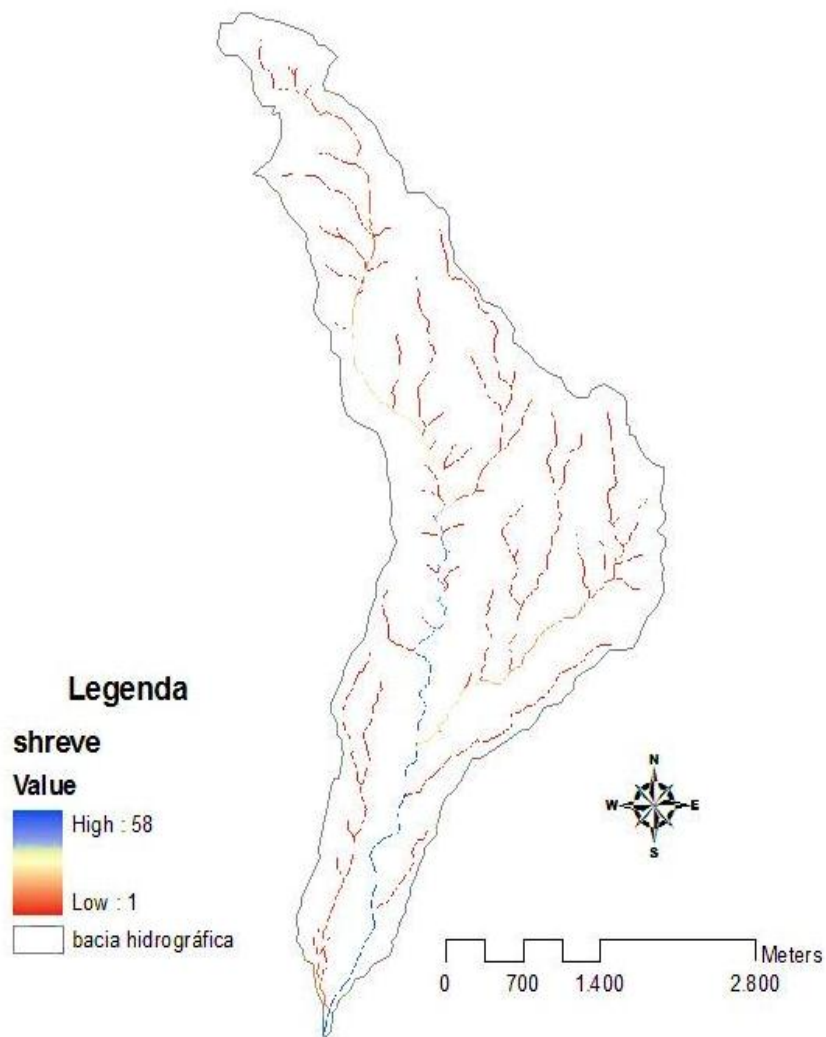 Legenda
shreve
Value
High : 58
Low : 1
bacia hidrográfica
N
W E
S
Meters
0 700 1.400 2.800